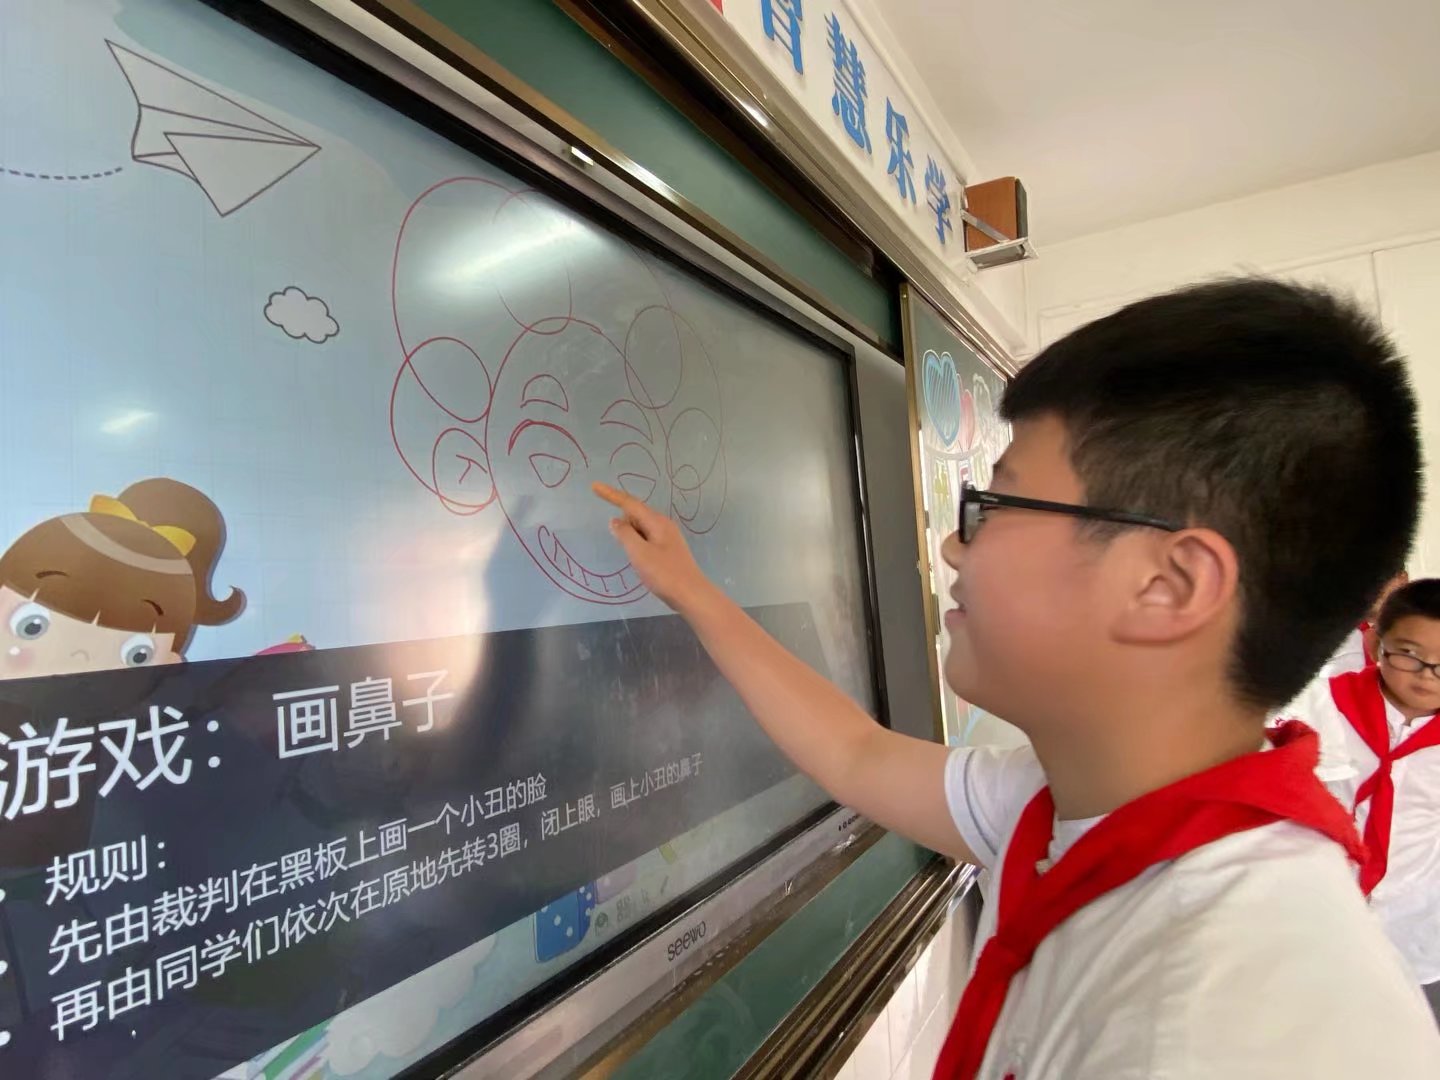 智慧乐学
游戏：画鼻子
规则：
先由裁判在黑板上画一个小丑的脸
再由同学们依次在原地先转3圈，闭上眼，画上小丑的鼻子
seewo